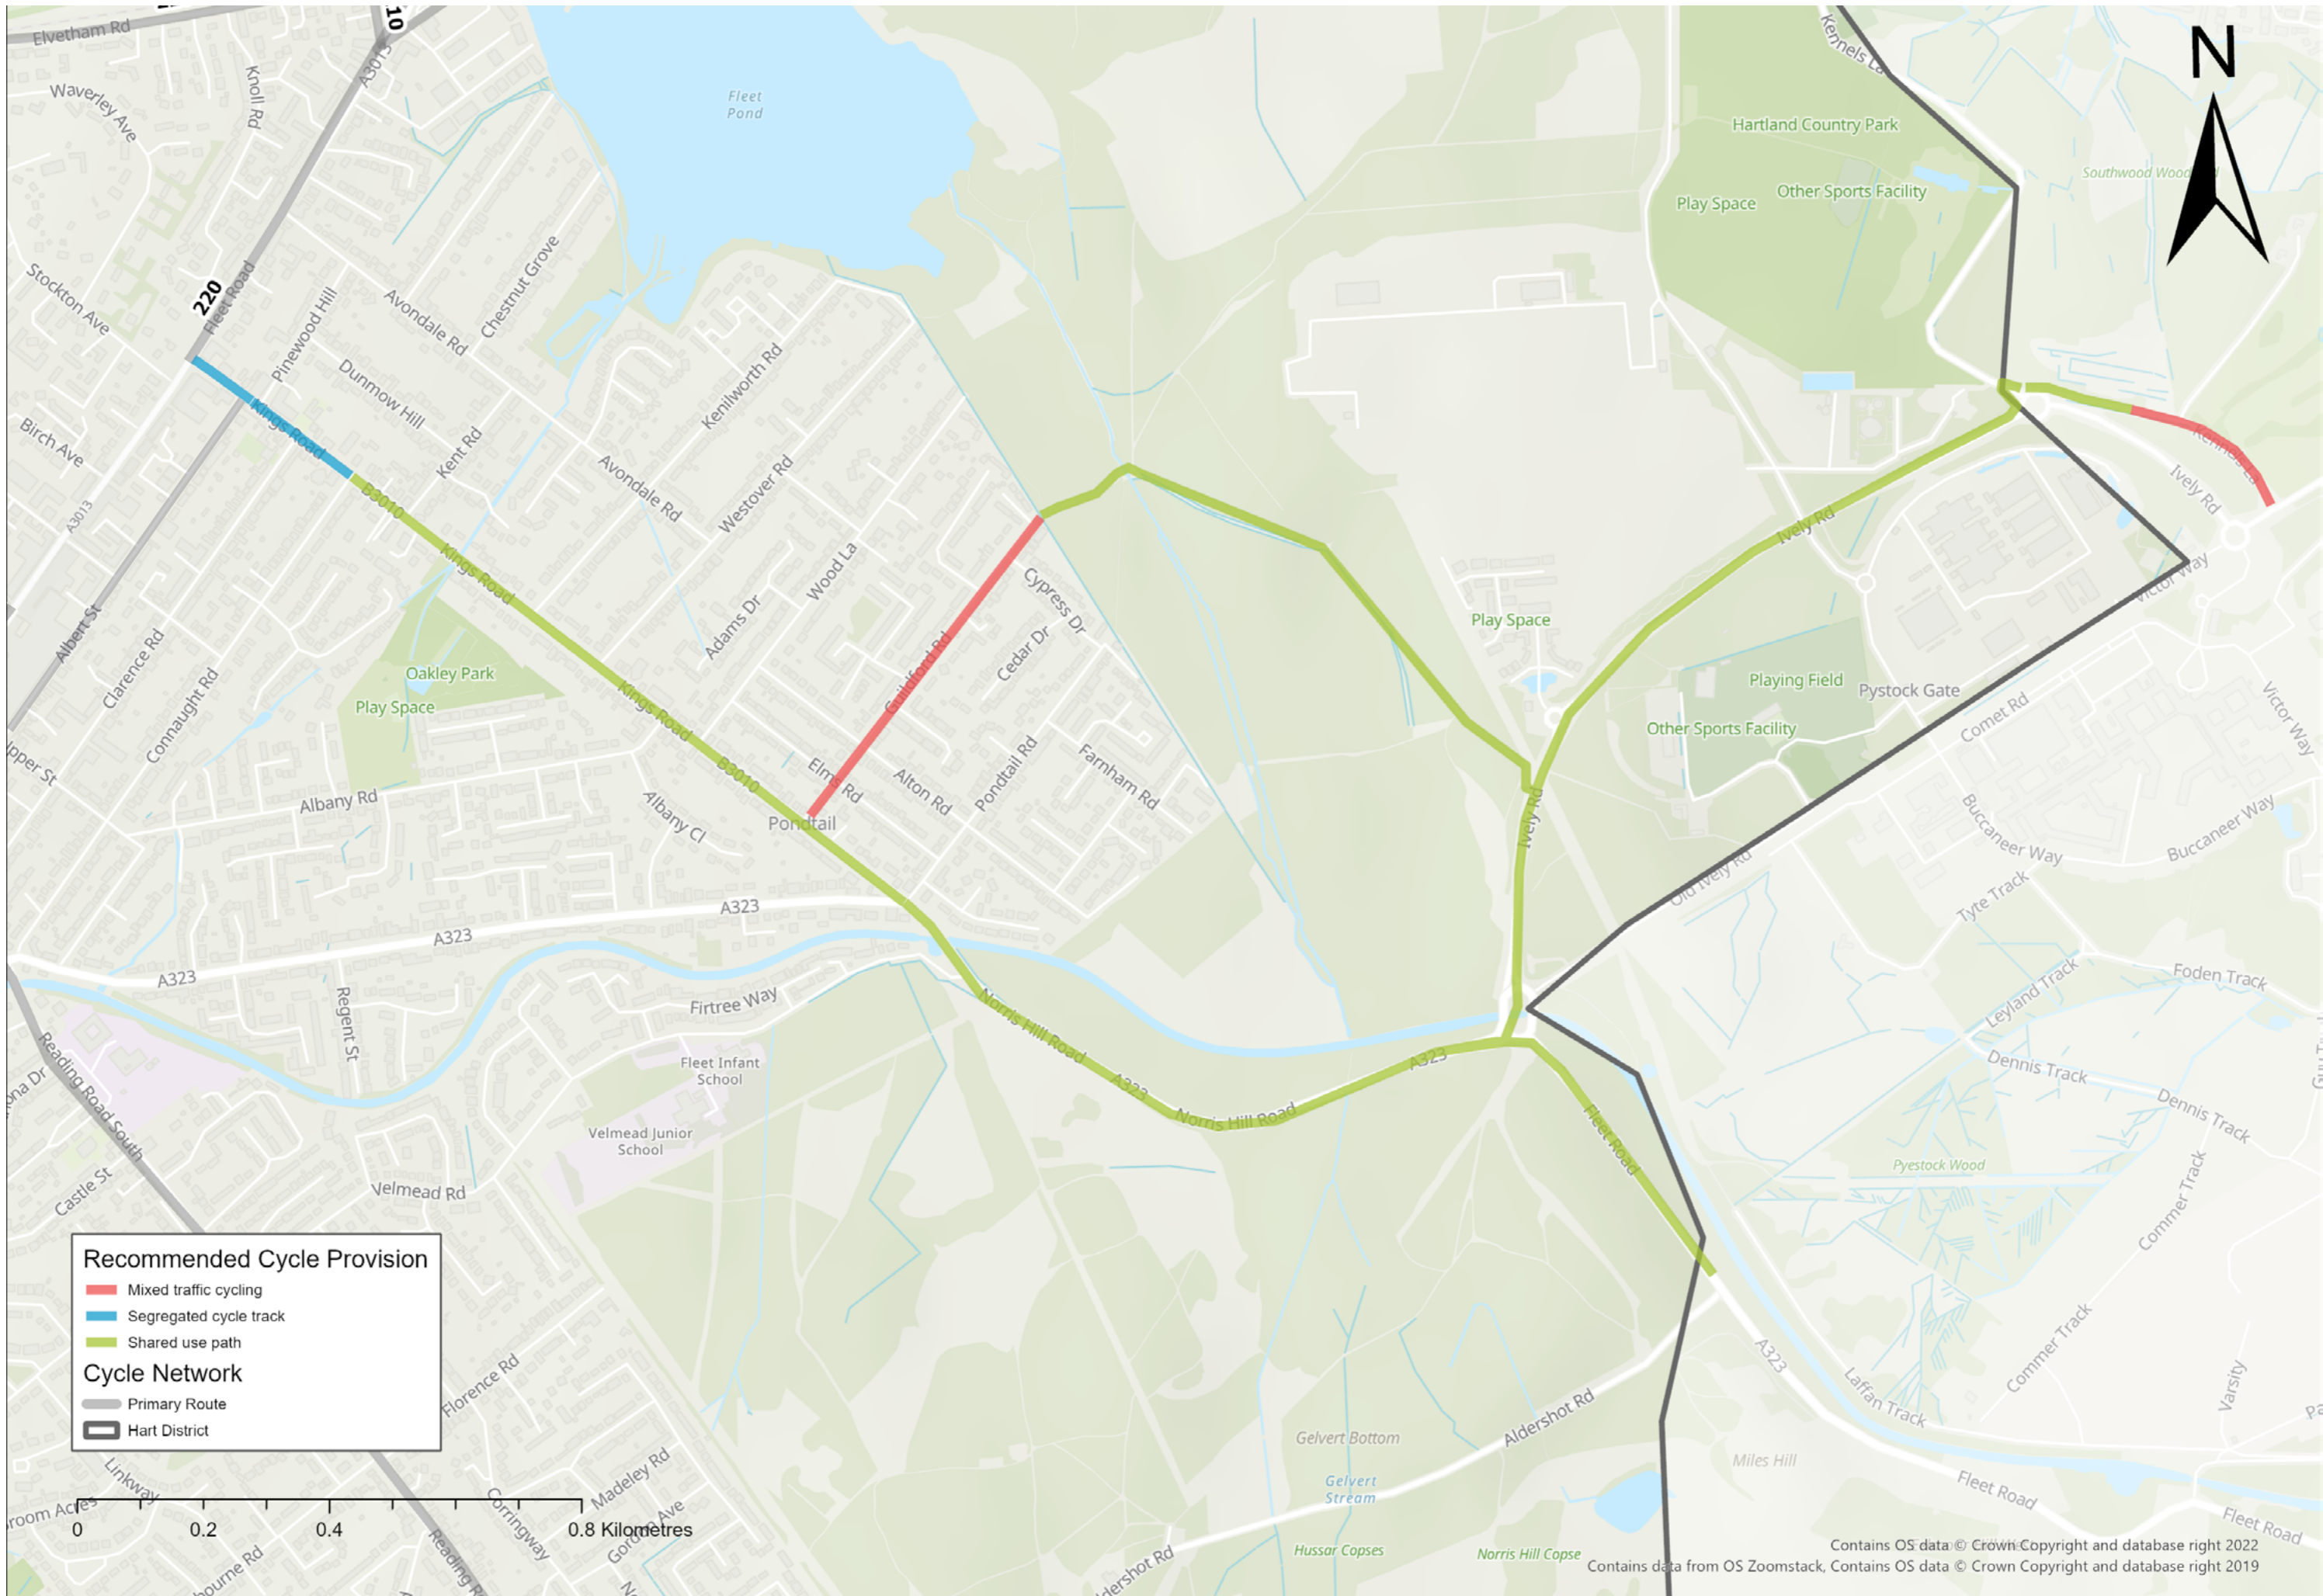 Elvetham Rd
A3013
Knoll Rd
Waverley Ave
Fleet
Pond
Kennels La
N
Hartland Country Park
Play Space
Other Sports Facility
Stockton Ave
220
Fleet Road
Pinewood Hill
Avondale Rd
Chestnut Grove
Dunmow Hill
Kenilworth Rd
Kings Road
Birch Ave
Kent Rd
Avondale Rd
Westover Rd
A3013
B3010
Ively Rd
Ively Rd
Kings Road
Wood La
Cypress Dr
Victor Way
Albert St
Clarence Rd
Adams Dr
Guildford Rd
Cedar Dr
Play Space
Oakley Park
Play Space
Connaught Rd
Kings Road
Playing Field
Pystock Gate
Other Sports Facility
Comet Rd
Victor Way
B3010
Elms Rd
Alton Rd
Pondtail Rd
Farnham Rd
Albany Rd
Albany Cl
Pondtail
Ively Rd
Buccaneer Way
Buccaneer Way
Old Ively Rd
Tyte Track
A323
A323
A323
Regent St
Firtree Way
Norris Hill Road
Leyland Track
Foden Track
Reading Road South
Fleet Infant
School
A323
A323
Norris Hill Road
Dennis Track
Dennis Track
Velmead Junior
School
Fleet Road
Pyestock Wood
Castle St
Velmead Rd
Commer Track
Recommended Cycle Provision
Mixed traffic cycling
Segregated cycle track
Shared use path
Cycle Network
Primary Route
Hart District
Florence Rd
Commer Track
A323
Laffan Track
Varsity
Aldershot Rd
Gelvert Bottom
Gelvert
Stream
Miles Hill
Linkway
Corringway
Madeley Rd
Gordon Ave
Fleet Road
Fleet Road
0 0.2 0.4 0.8 Kilometres
Hussar Copses
Norris Hill Copse
Contains OS data © Crown Copyright and database right 2022
Contains data from OS Zoomstack, Contains OS data © Crown Copyright and database right 2019